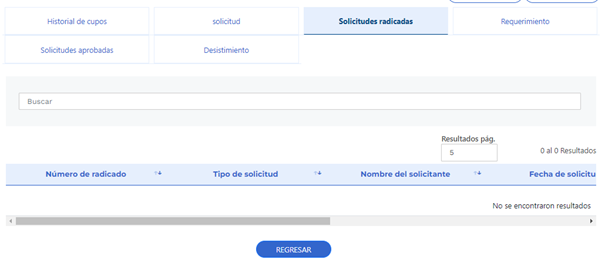 Historial de cupos
solicitud
Solicitudes radicadas
Requerimiento
Solicitudes aprobadas
Desistimiento
Buscar
Resultados pág.
5
0 al 0 Resultados
Número de radicado
Tipo de solicitud
Nombre del solicitante
Fecha de solicitu
No se encontraron resultados
REGRESAR